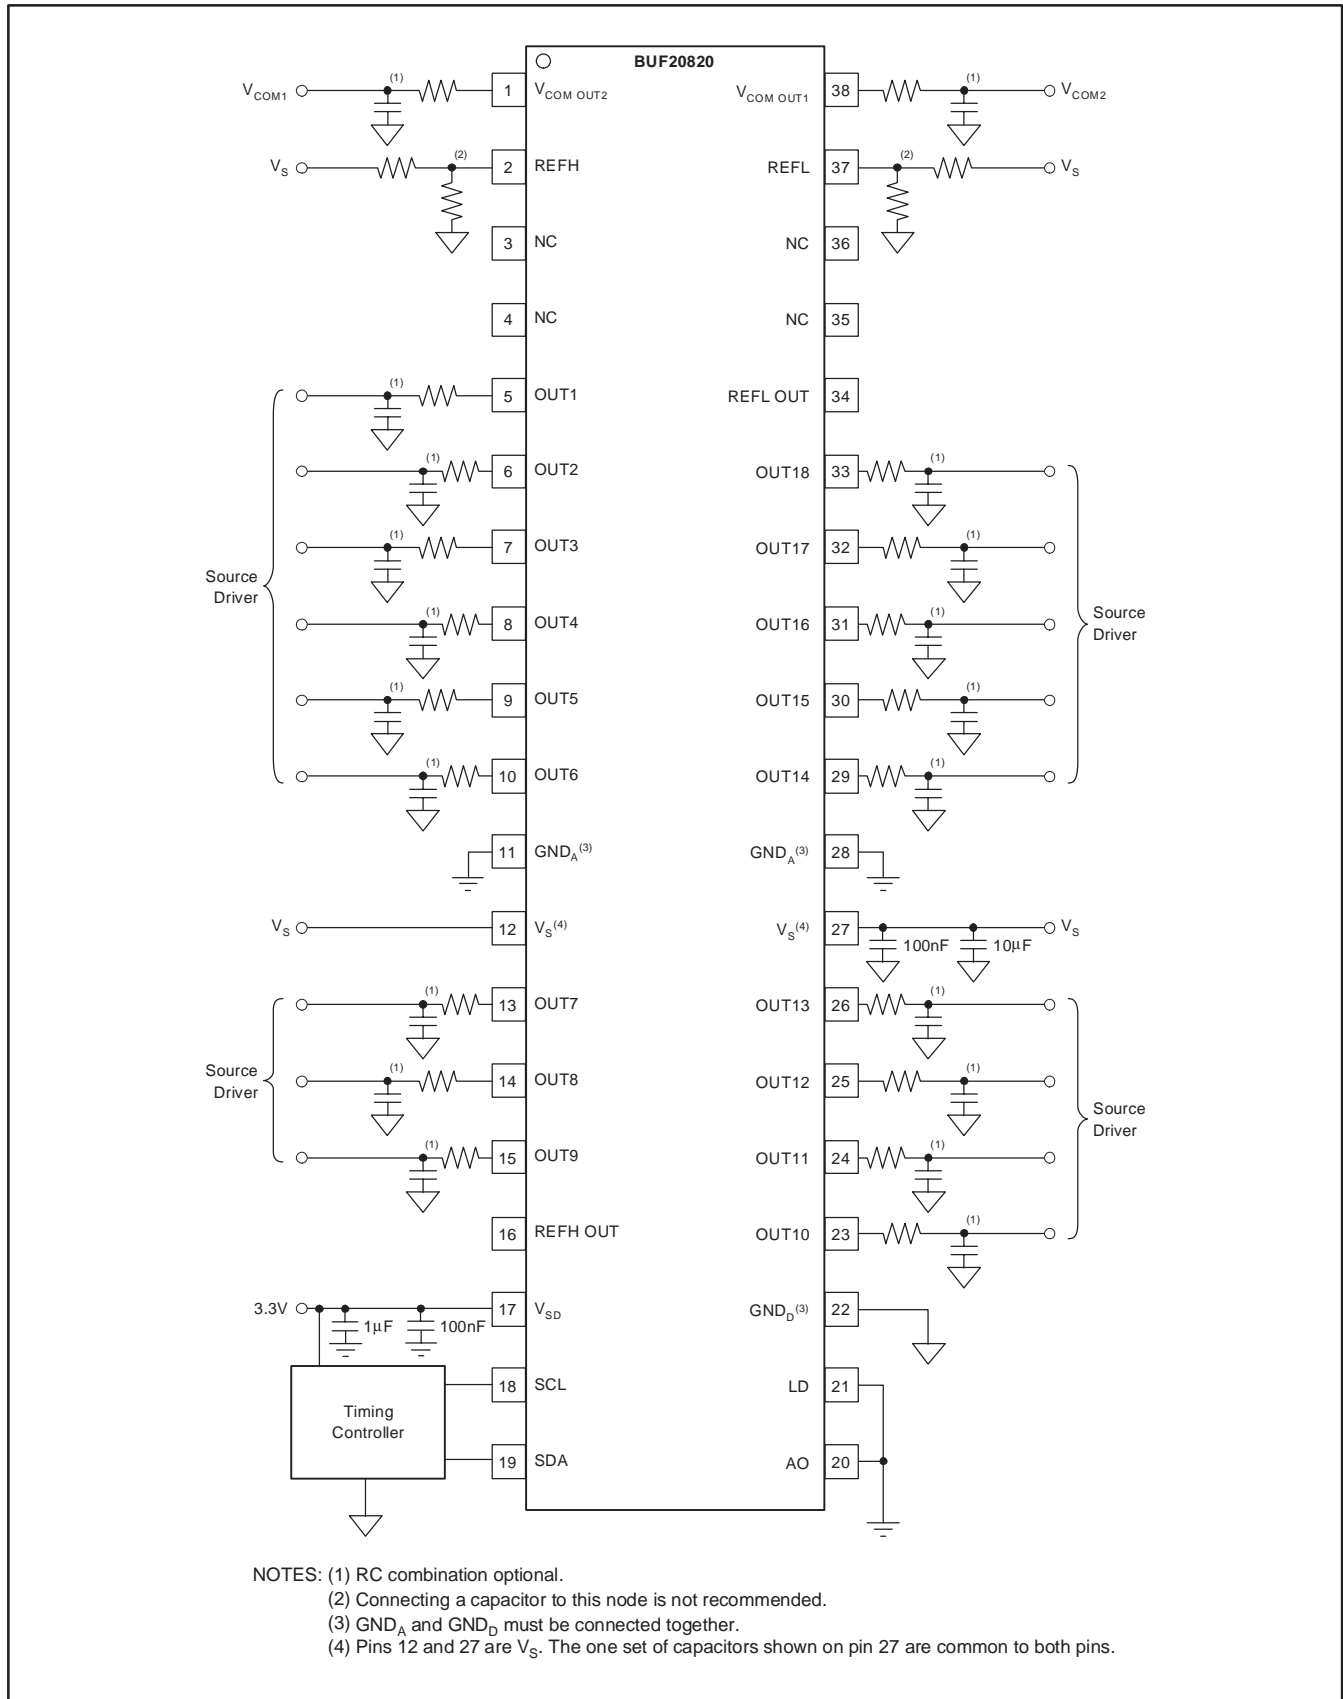 BUF20820
V_COM1 (1) 1 V_COM OUT2 V_COM OUT1 38 (1) V_COM2
V_S (2) 2 REFH REFL 37 (2) V_S
3 NC NC 36
4 NC NC 35
(1) 5 OUT1 REFL OUT 34
(1) 6 OUT2 OUT18 33 (1)
(1) 7 OUT3 OUT17 32 (1)
Source
Driver
(1) 8 OUT4 OUT16 31 (1)
Source
Driver
(1) 9 OUT5 OUT15 30 (1)
(1) 10 OUT6 OUT14 29 (1)
11 GND_A(3) GND_A(3) 28
V_S 12 V_S(4) V_S(4) 27 V_S
100nF 10μF
(1) 13 OUT7 OUT13 26 (1)
Source
Driver
(1) 14 OUT8 OUT12 25 (1)
Source
Driver
(1) 15 OUT9 OUT11 24 (1)
16 REFH OUT OUT10 23 (1)
3.3V 17 V_SD GND_D(3) 22
1μF 100nF
18 SCL LD 21
Timing
Controller
19 SDA AO 20
NOTES: (1) RC combination optional.
(2) Connecting a capacitor to this node is not recommended.
(3) GND_A and GND_D must be connected together.
(4) Pins 12 and 27 are V_S. The one set of capacitors shown on pin 27 are common to both pins.